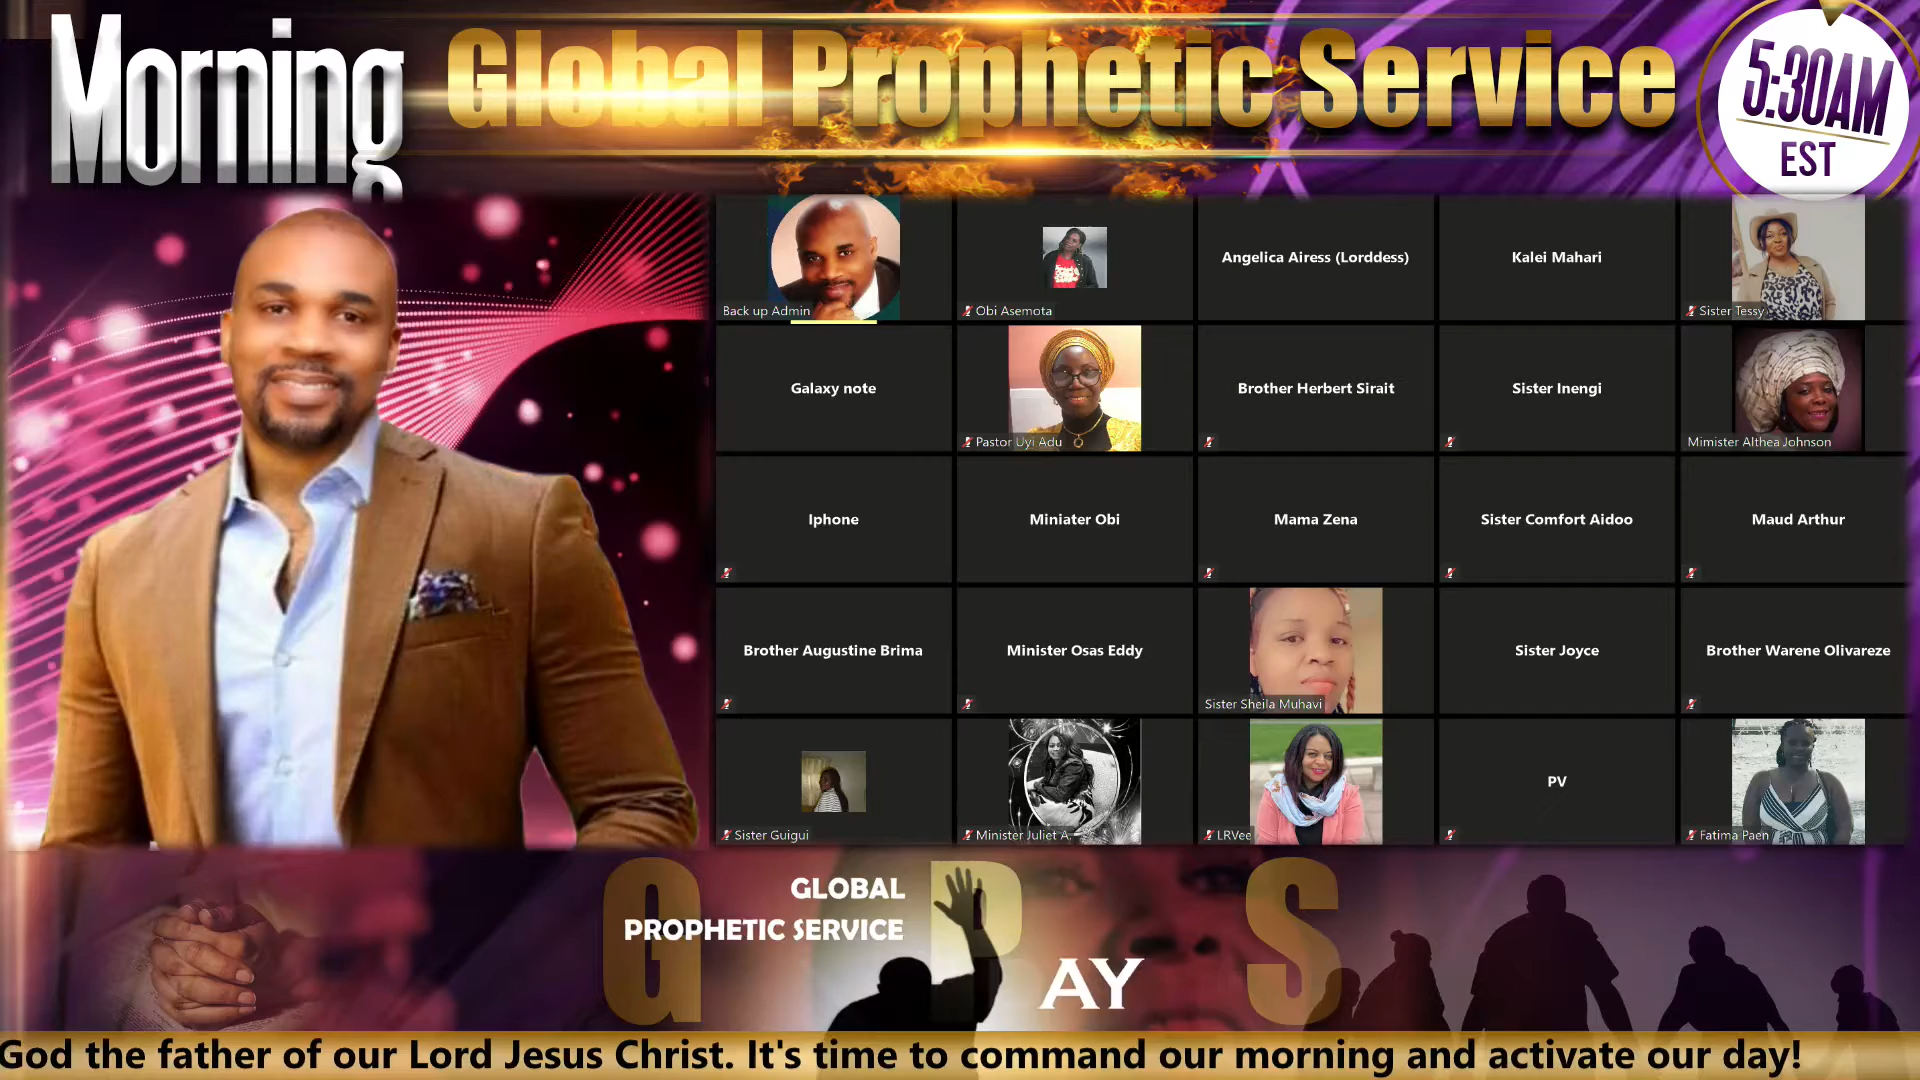 Morning
Global Prophetic Service
5:30AM
EST
Back up Admin
Obi Asemota
Angelica Airess (Lorddess)
Kalei Mahari
Sister Tessy
Galaxy note
Pastor Uyi Adu
Brother Herbert Sirait
Sister Inengi
Mimister Althea Johnson
Iphone
Miniater Obi
Mama Zena
Sister Comfort Aidoo
Maud Arthur
Brother Augustine Brima
Minister Osas Eddy
Sister Sheila Muhavi
Sister Joyce
Brother Warene Olivareze
Sister Guigui
Minister Juliet A.
LRVee
PV
Fatima Paen
G P S
GLOBAL
PROPHETIC SERVICE
AY
God the father of our Lord Jesus Christ. It's time to command our morning and activate our day!